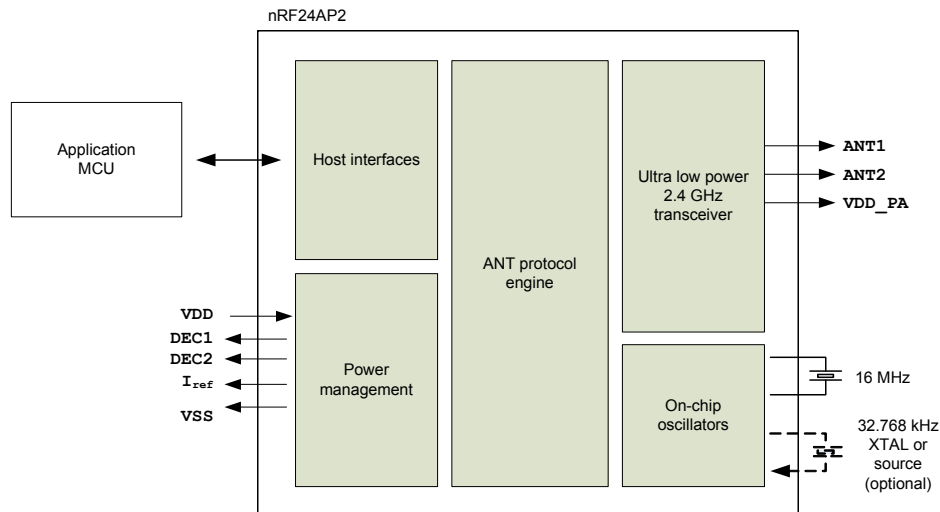 nRF24AP2
Application
MCU
Host interfaces
ANT protocol
engine
Ultra low power
2.4 GHz
transceiver
ANT1
ANT2
VDD_PA
VDD
DEC1
DEC2
Iref
VSS
Power
management
On-chip
oscillators
16 MHz
32.768 kHz
XTAL or
source
(optional)